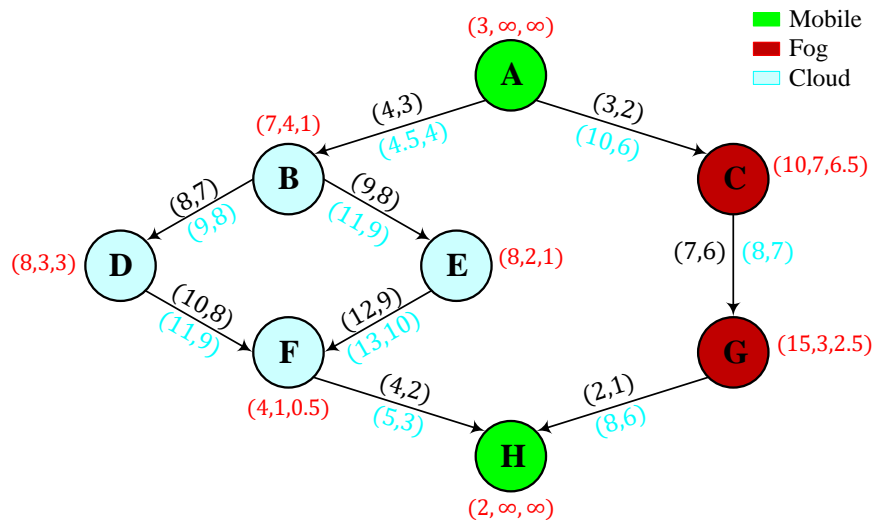 (3, ∞, ∞)
Mobile
Fog
Cloud
A
(4,3)
(4.5,4)
(3,2)
(10,6)
(7,4,1)
B
C
(10,7,6.5)
(8,7)
(9,8)
(9,8)
(11,9)
(8,3,3)
D
E
(8,2,1)
(7,6)
(8,7)
(10,8)
(11,9)
(12,9)
(13,10)
F
(4,1,0.5)
G
(15,3,2.5)
(4,2)
(5,3)
(2,1)
(8,6)
H
(2, ∞, ∞)